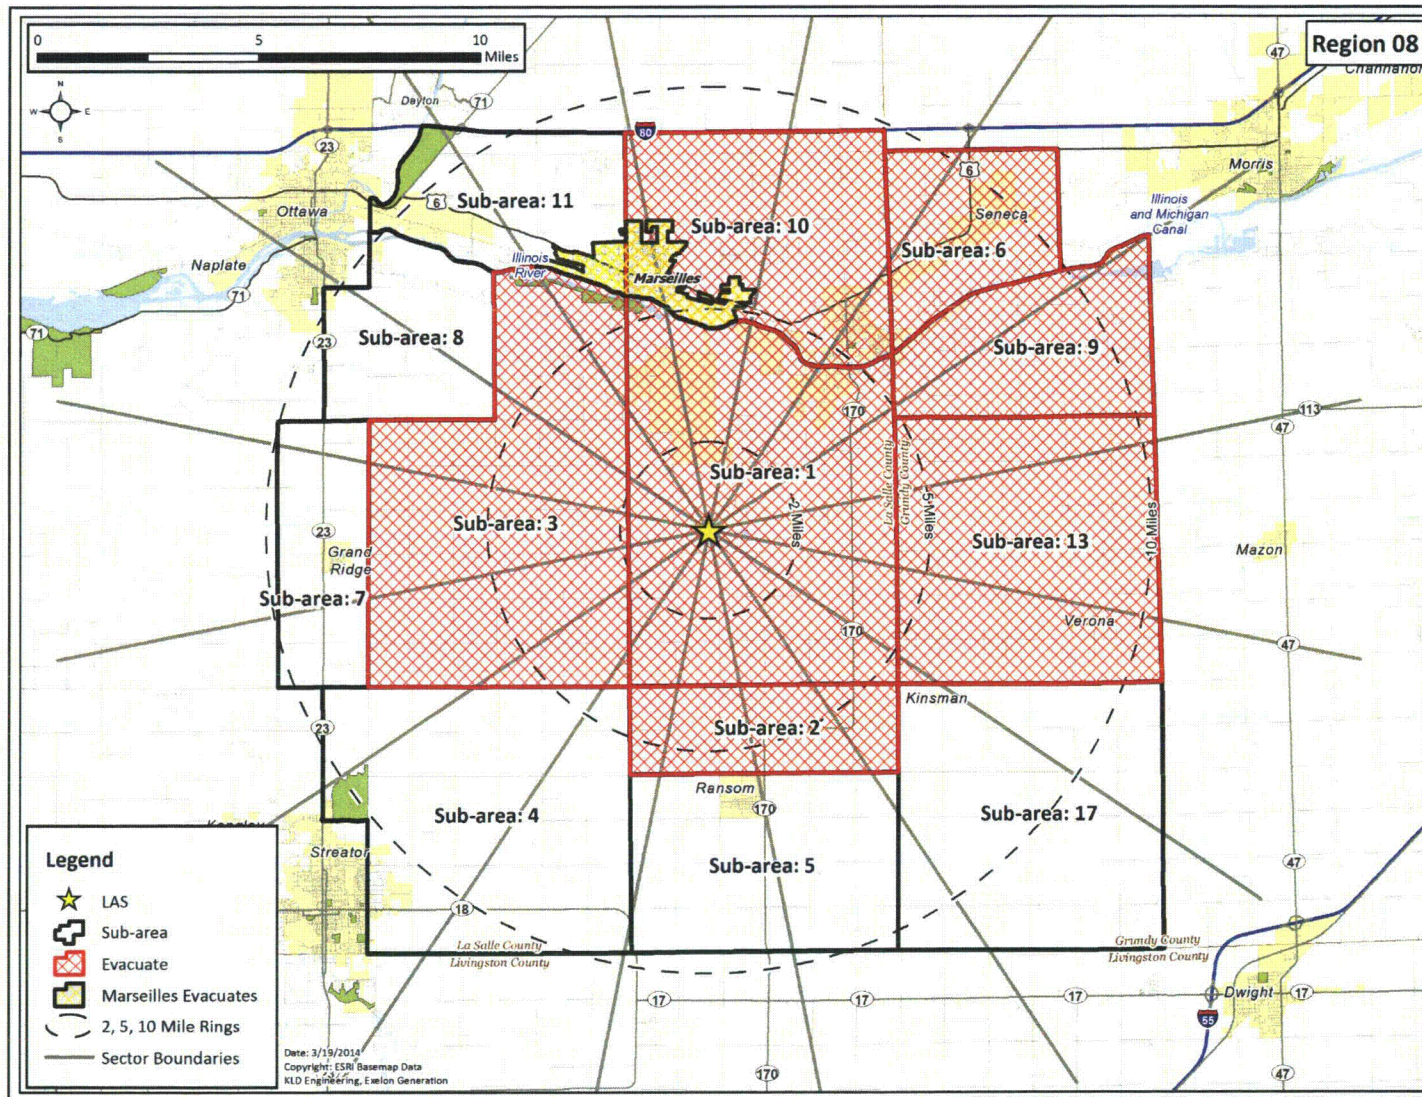 0 5 10
Miles
Region 08
47
Channahon
N
W E
S
Dayton
71
80
23
6
Morris
Sub-area: 11
6
Ottawa
Seneca
Illinois
and Michigan
Canal
Sub-area: 10
Sub-area: 6
Naplate
Illinois
River
Marseilles
71
71
23
Sub-area: 8
Sub-area: 9
170
113
47
Sub-area: 1
La Salle County
Grundy County
2 Miles
5 Miles
10 Miles
Sub-area: 3
23
Grand
Ridge
Sub-area: 13
Mazon
Sub-area: 7
Verona
170
47
Kinsman
23
Sub-area: 2
Ransom
170
Sub-area: 4
Sub-area: 17
Streator
47
Sub-area: 5
18
La Salle County
Livingston County
Grundy County
Livingston County
17
17
17
Dwight
17
55
170
47
Legend
LAS
Sub-area
Evacuate
Marseilles Evacuates
2, 5, 10 Mile Rings
Sector Boundaries
Date: 3/19/2014
Copyright: ESRI Basemap Data
KLD Engineering, Exelon Generation